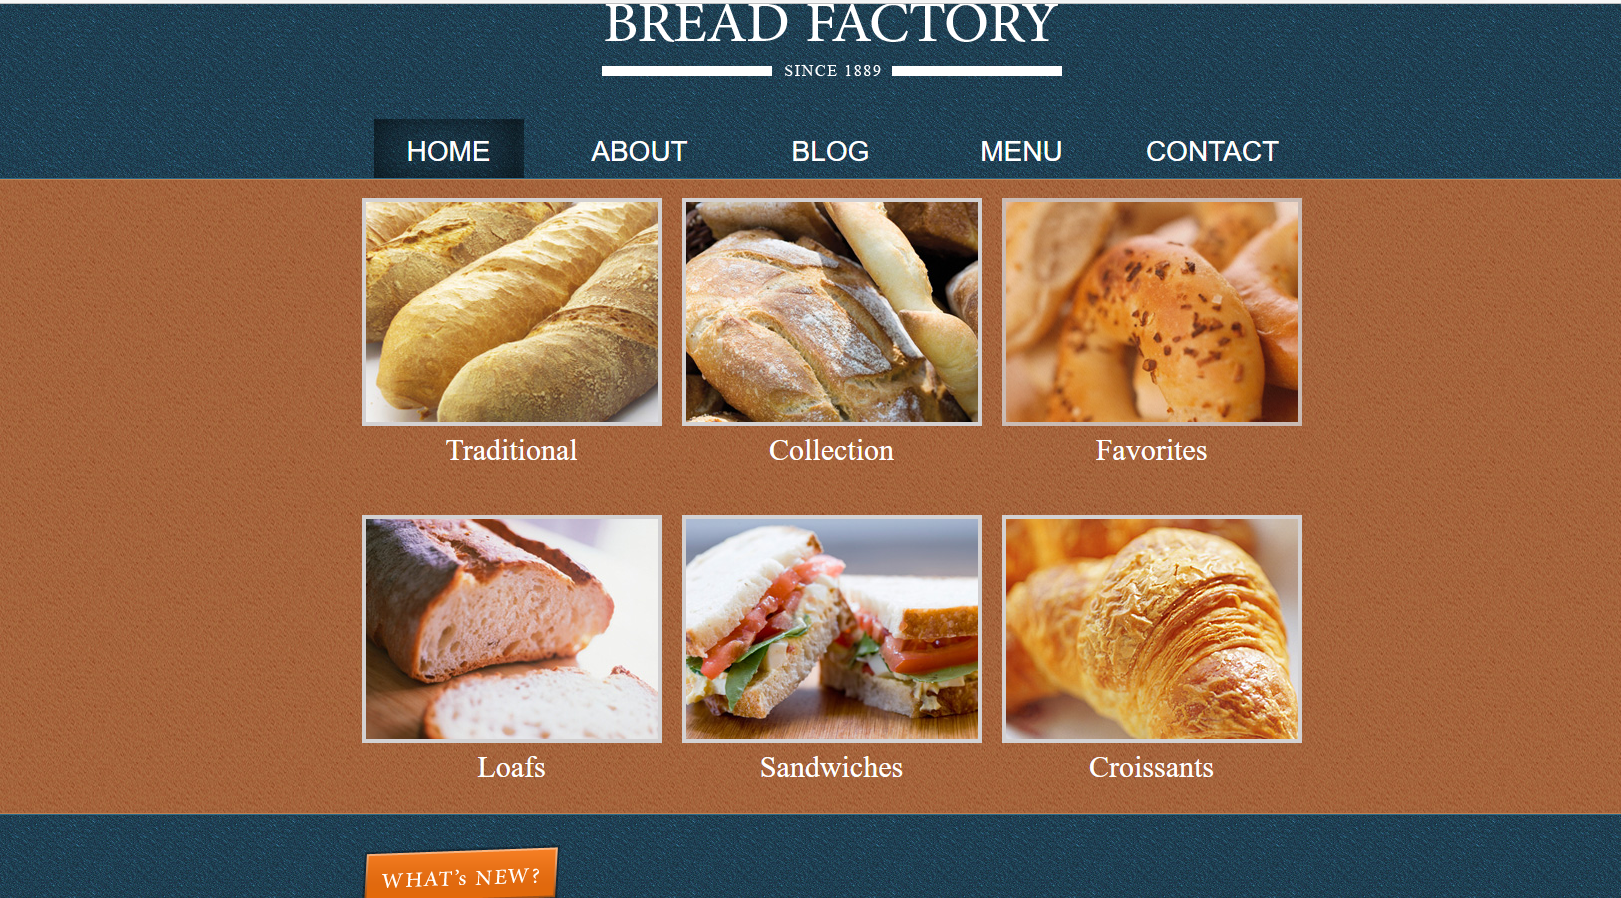 BREAD FACTORY
SINCE 1889
HOME ABOUT BLOG MENU CONTACT
Traditional Collection Favorites
Loafs Sandwiches Croissants
WHAT's NEW?